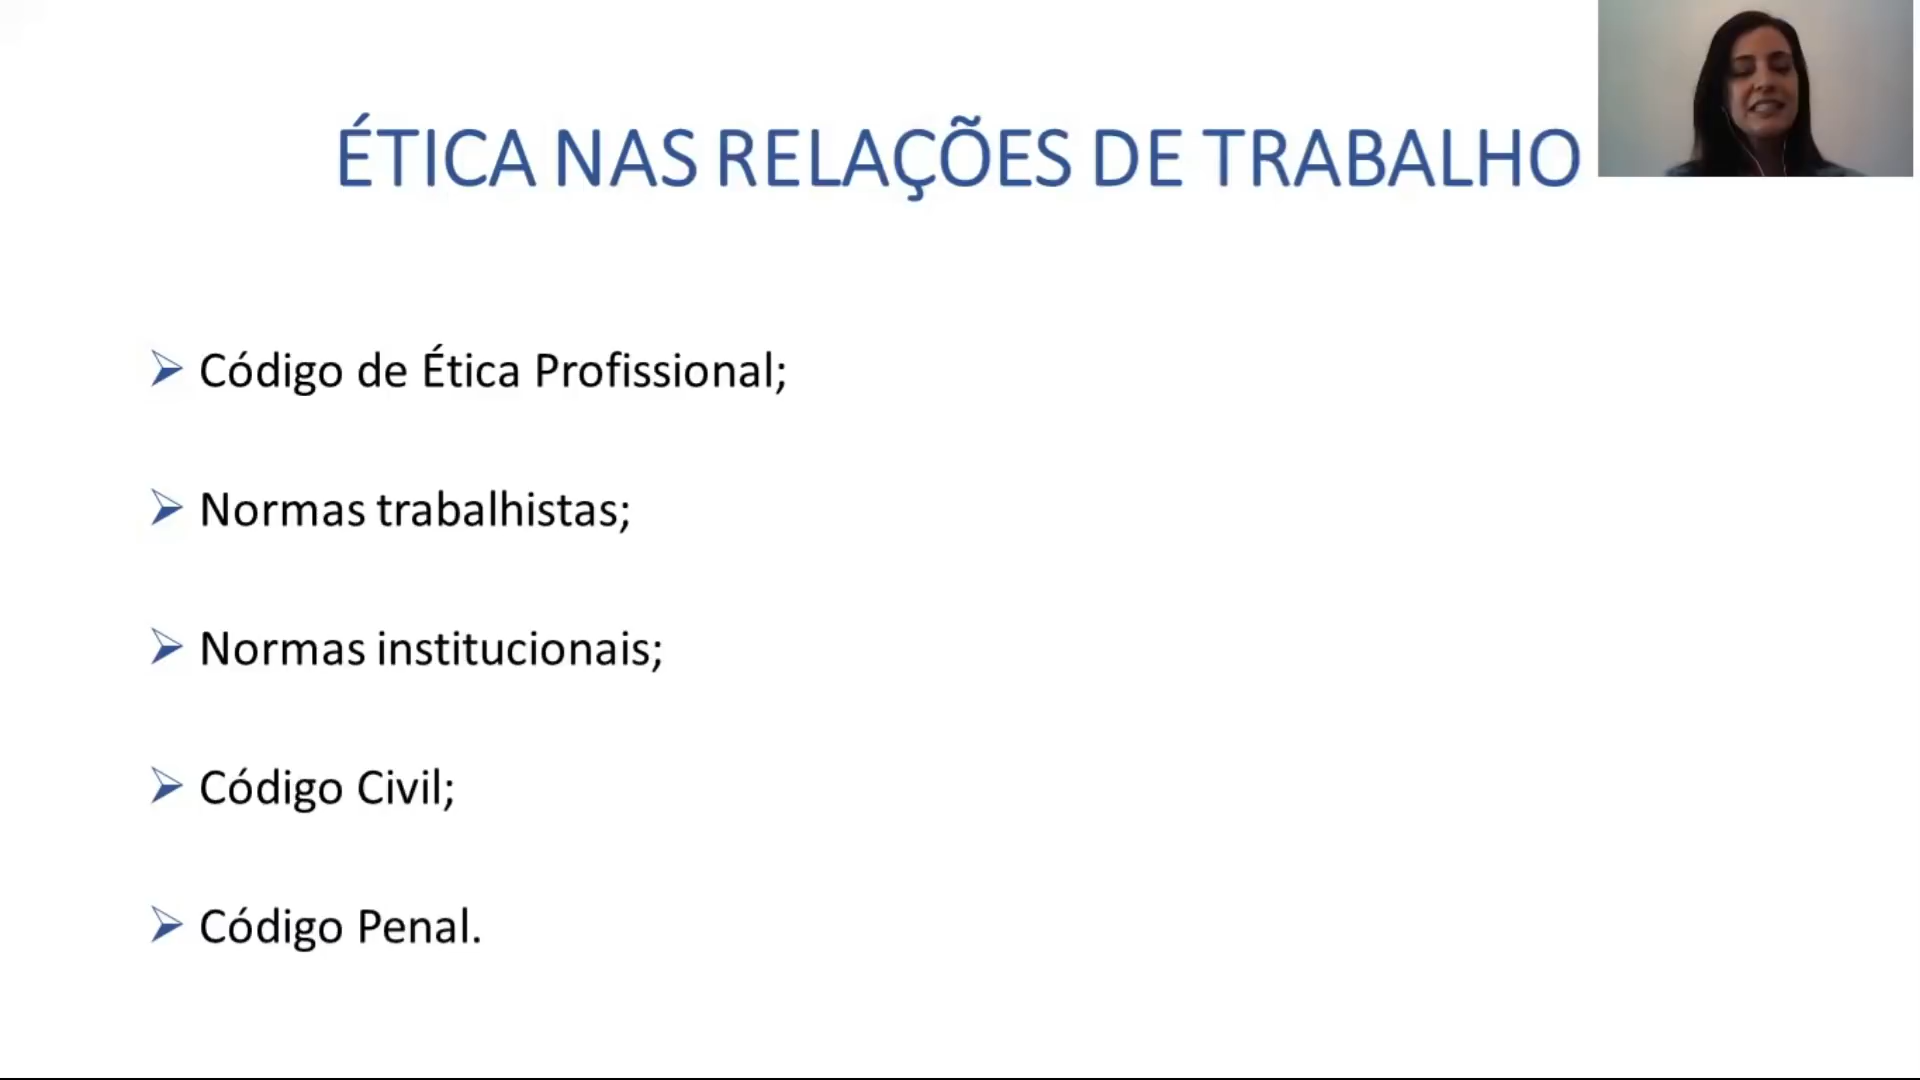 ÉTICA NAS RELAÇÕES DE TRABALHO
Código de Ética Profissional;
Normas trabalhistas;
Normas institucionais;
Código Civil;
Código Penal.